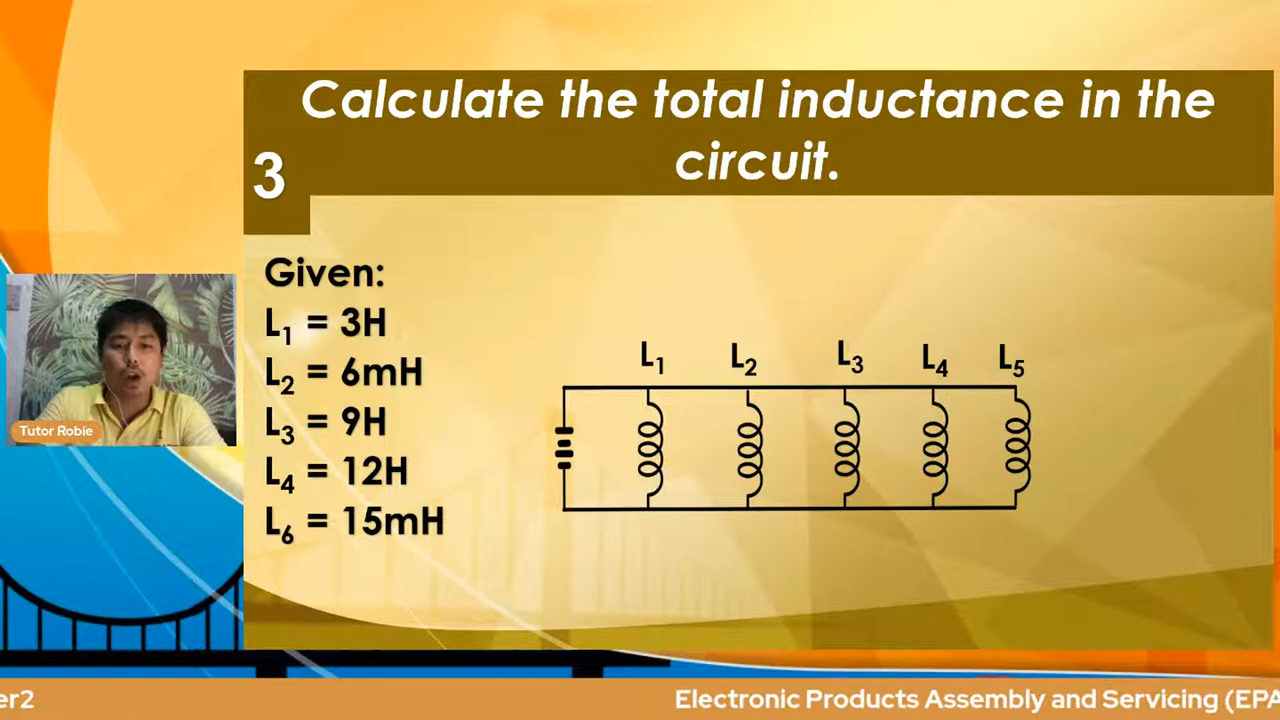 Calculate the total inductance in the
circuit.
3
Given:
L₁ = 3H
L₂ = 6mH
L₃ = 9H
L₄ = 12H
L₆ = 15mH
L₁ L₂ L₃ L₄ L₅
Tutor Robie
er2
Electronic Products Assembly and Servicing (EPA